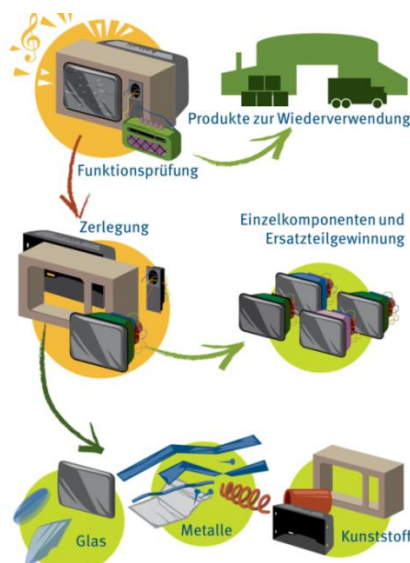 Produkte zur Wiederverwendung
Funktionsprüfung
Zerlegung
Einzelkomponenten und
Ersatzteilgewinnung
Glas
Metalle
Kunststoff